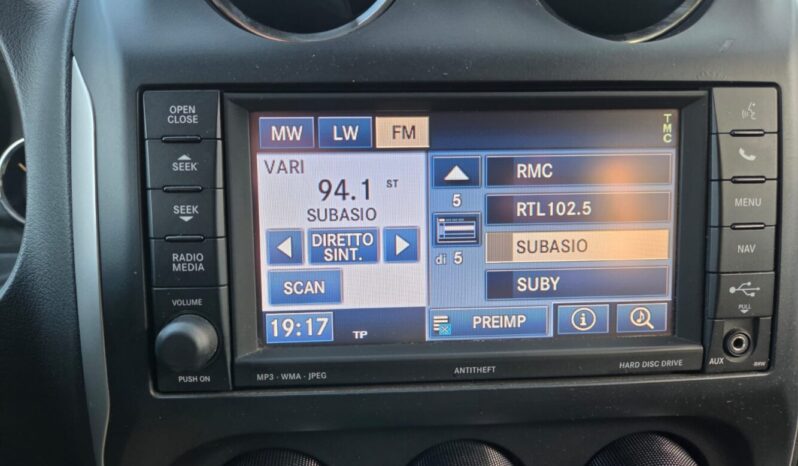 OPEN
CLOSE
SEEK
SEEK
RADIO
MEDIA
VOLUME
PUSH ON
MW LW FM
TMC
VARI
94.1 ST
SUBASIO
DIRETTO
SINT.
SCAN
5
di 5
RMC
RTL102.5
SUBASIO
SUBY
19:17
TP
PREIMP
MENU
NAV
PULL
AUX
MP3 - WMA - JPEG
ANTITHEFT
HARD DISC DRIVE